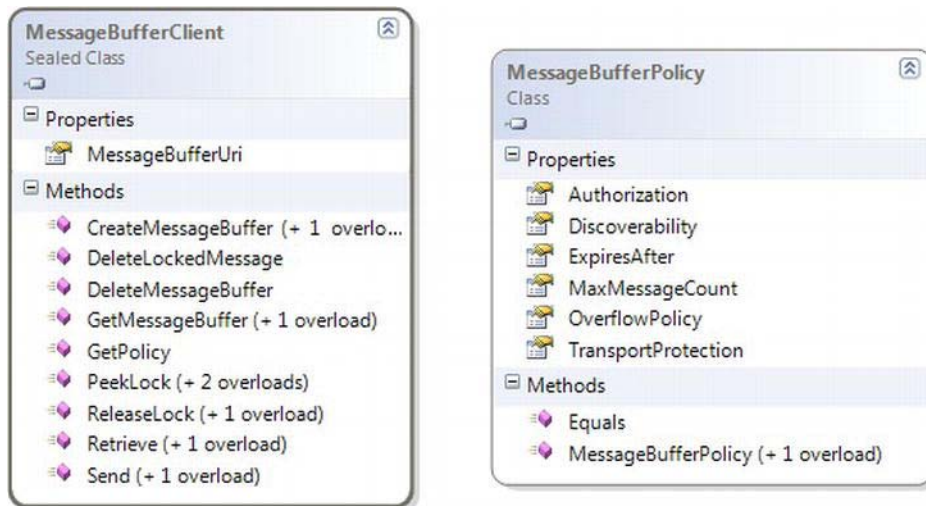 MessageBufferClient
Sealed Class
Properties
MessageBufferUri
Methods
CreateMessageBuffer (+ 1 overlo...
DeleteLockedMessage
DeleteMessageBuffer
GetMessageBuffer (+ 1 overload)
GetPolicy
PeekLock (+ 2 overloads)
ReleaseLock (+ 1 overload)
Retrieve (+ 1 overload)
Send (+ 1 overload)
MessageBufferPolicy
Class
Properties
Authorization
Discoverability
ExpiresAfter
MaxMessageCount
OverflowPolicy
TransportProtection
Methods
Equals
MessageBufferPolicy (+ 1 overload)